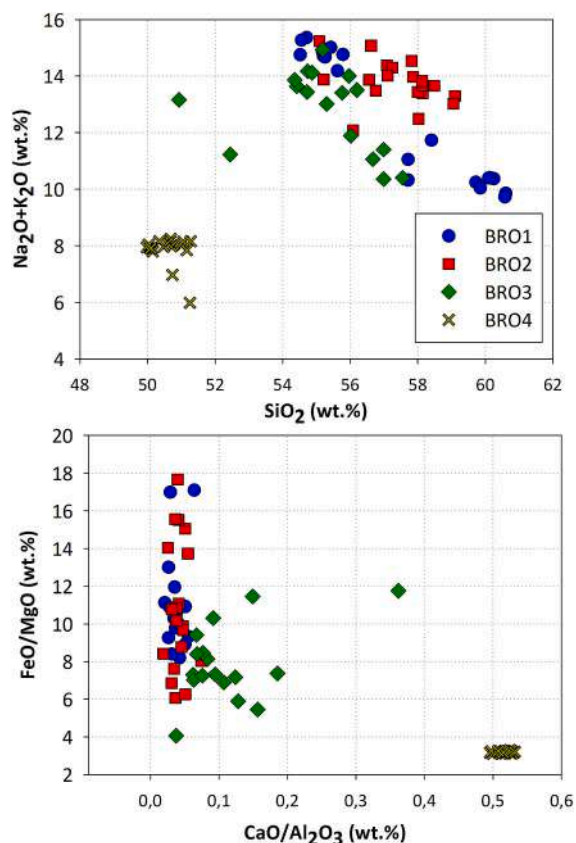 Na₂O+K₂O (wt.%)
16
14
12
10
8
6
4
BRO1
BRO2
BRO3
BRO4
48 50 52 54 56 58 60 62
SiO₂ (wt.%)
FeO/MgO (wt.%)
20
18
16
14
12
10
8
6
4
2
0,0 0,1 0,2 0,3 0,4 0,5 0,6
CaO/Al₂O₃ (wt.%)